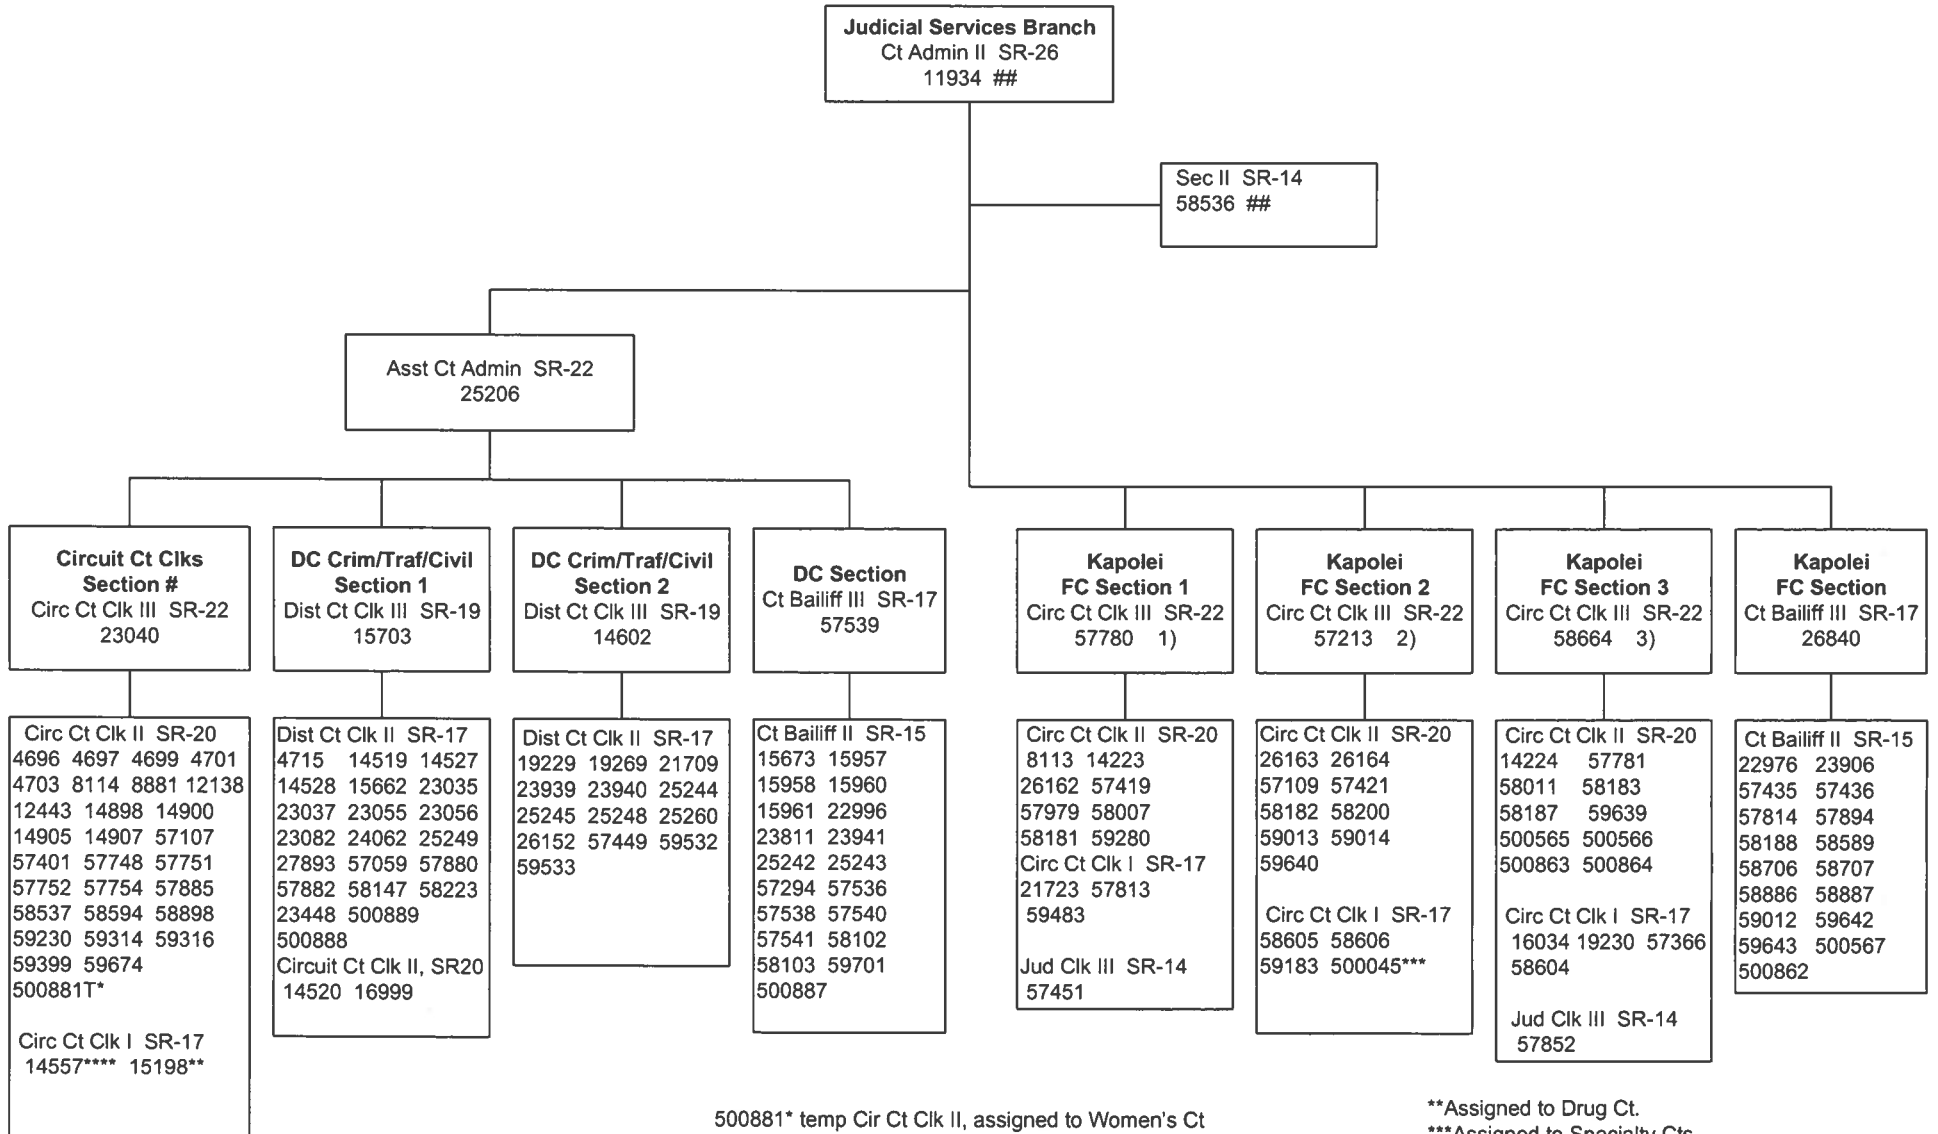 Judicial Services Branch
Ct Admin II SR-26
11934 ##
Sec II SR-14
58536 ##
Asst Ct Admin SR-22
25206
Circuit Ct Clks
Section #
Circ Ct Clk III SR-22
23040
DC Crim/Traf/Civil
Section 1
Dist Ct Clk III SR-19
15703
DC Crim/Traf/Civil
Section 2
Dist Ct Clk III SR-19
14602
DC Section
Ct Bailiff III SR-17
57539
Kapolei
FC Section 1
Circ Ct Clk III SR-22
57780 1)
Kapolei
FC Section 2
Circ Ct Clk III SR-22
57213 2)
Kapolei
FC Section 3
Circ Ct Clk III SR-22
58664 3)
Kapolei
FC Section
Ct Bailiff III SR-17
26840
Circ Ct Clk II SR-20
4696 4697 4699 4701
4703 8114 8881 12138
12443 14898 14900
14905 14907 57107
57401 57748 57751
57752 57754 57885
58537 58594 58898
59230 59314 59316
59399 59674
500881T*
Circ Ct Clk I SR-17
14557**** 15198**
Dist Ct Clk II SR-17
4715 14519 14527
14528 15662 23035
23037 23055 23056
23082 24062 25249
27893 57059 57880
57882 58147 58223
23448 500889
500888
Circuit Ct Clk II, SR20
14520 16999
Dist Ct Clk II SR-17
19229 19269 21709
23939 23940 25244
25245 25248 25260
26152 57449 59532
59533
Ct Bailiff II SR-15
15673 15957
15958 15960
15961 22996
23811 23941
25242 25243
57294 57536
57538 57540
57541 58102
58103 59701
500887
Circ Ct Clk II SR-20
8113 14223
26162 57419
57979 58007
58181 59280
Circ Ct Clk I SR-17
21723 57813
59483
Jud Clk III SR-14
57451
Circ Ct Clk II SR-20
26163 26164
57109 57421
58182 58200
59013 59014
59640
Circ Ct Clk I SR-17
58605 58606
59183 500045***
Circ Ct Clk II SR-20
14224 57781
58011 58183
58187 59639
500565 500566
500863 500864
Circ Ct Clk I SR-17
16034 19230 57366
58604
Jud Clk III SR-14
57852
Ct Bailiff II SR-15
22976 23906
57435 57436
57814 57894
58188 58589
58706 58707
58886 58887
59012 59642
59643 500567
500862
500881* temp Cir Ct Clk II, assigned to Women's Ct
**Assigned to Drug Ct.
***Assigned to Specialty Cts